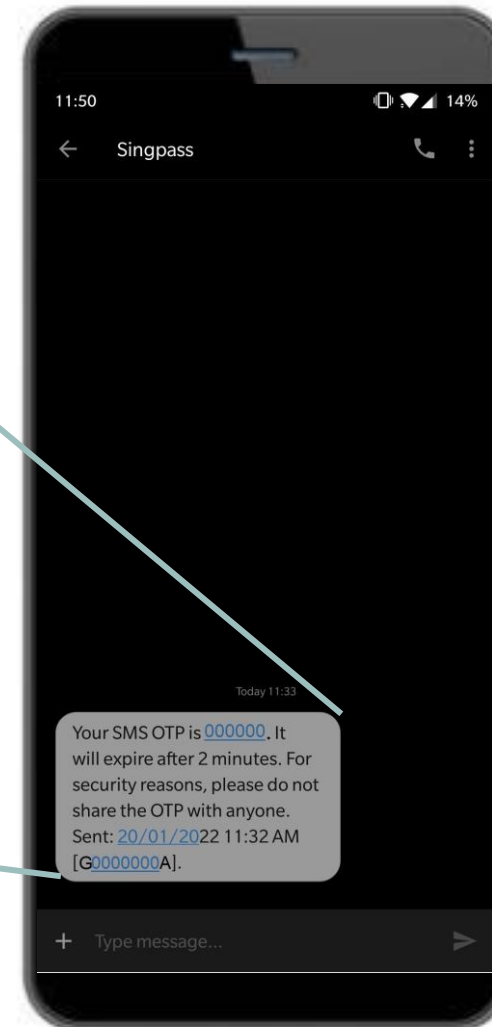 11:50 14%
Singpass
Today 11:33
Your SMS OTP is 000000. It
will expire after 2 minutes. For
security reasons, please do not
share the OTP with anyone.
Sent: 20/01/2022 11:32 AM
[G0000000A].
Type message...